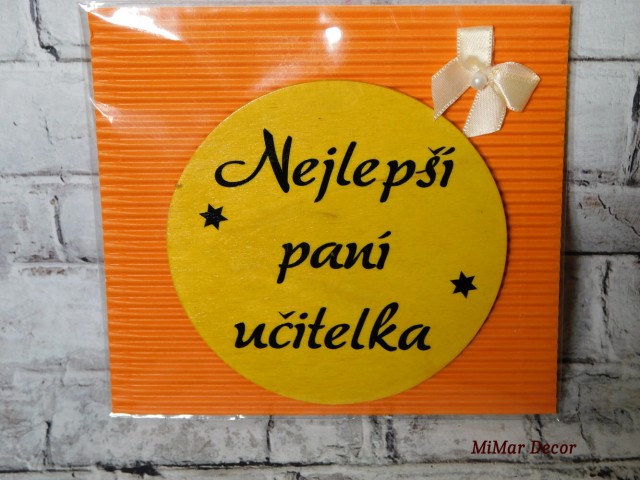 Nejlepší
paní
učitelka
MiMar Decor